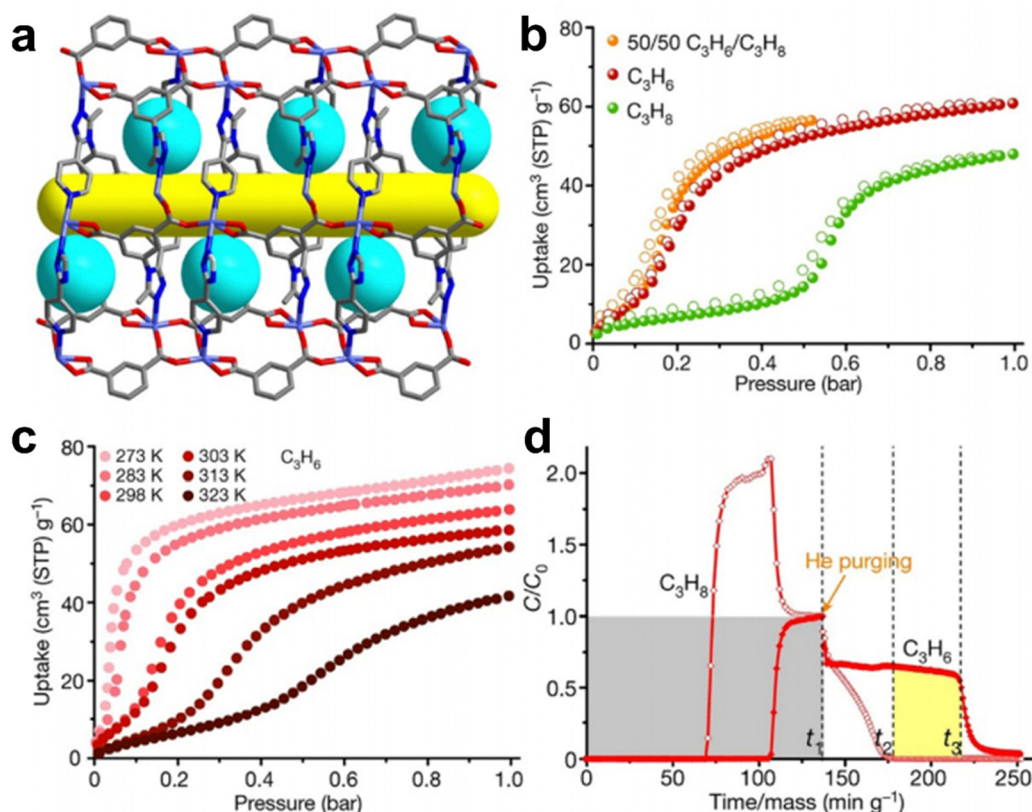 a
b
80
60
40
20
0
Uptake (cm³ (STP) g⁻¹)
50/50 C₃H₆/C₃H₈
C₃H₆
C₃H₈
0 0.2 0.4 0.6 0.8 1.0
Pressure (bar)
c
80
60
40
20
0
Uptake (cm³ (STP) g⁻¹)
273 K 303 K C₃H₆
283 K 313 K
298 K 323 K
0 0.2 0.4 0.6 0.8 1.0
Pressure (bar)
d
2.0
1.5
1.0
0.5
0
C/C₀
C₃H₈
He purging
C₃H₆
t₁ t₂ t₃
0 50 100 150 200 250
Time/mass (min g⁻¹)